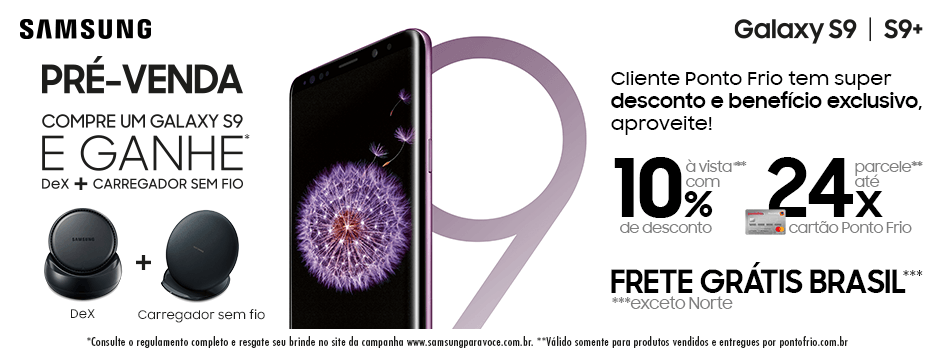 SAMSUNG
PRÉ-VENDA
COMPRE UM GALAXY S9
E GANHE*
DeX + CARREGADOR SEM FIO
SAMSUNG
+
DeX
Carregador sem fio
9
Galaxy S9 | S9+
Cliente Ponto Frio tem super
desconto e benefício exclusivo,
aproveite!
10%
à vista***
com
de desconto
24x
parcele**
até
cartão Ponto Frio
FRETE GRÁTIS BRASIL***
***exceto Norte
*Consulte o regulamento completo e resgate seu brinde no site da campanha www.samsungparavoce.com.br. **Válido somente para produtos vendidos e entregues por pontofrio.com.br